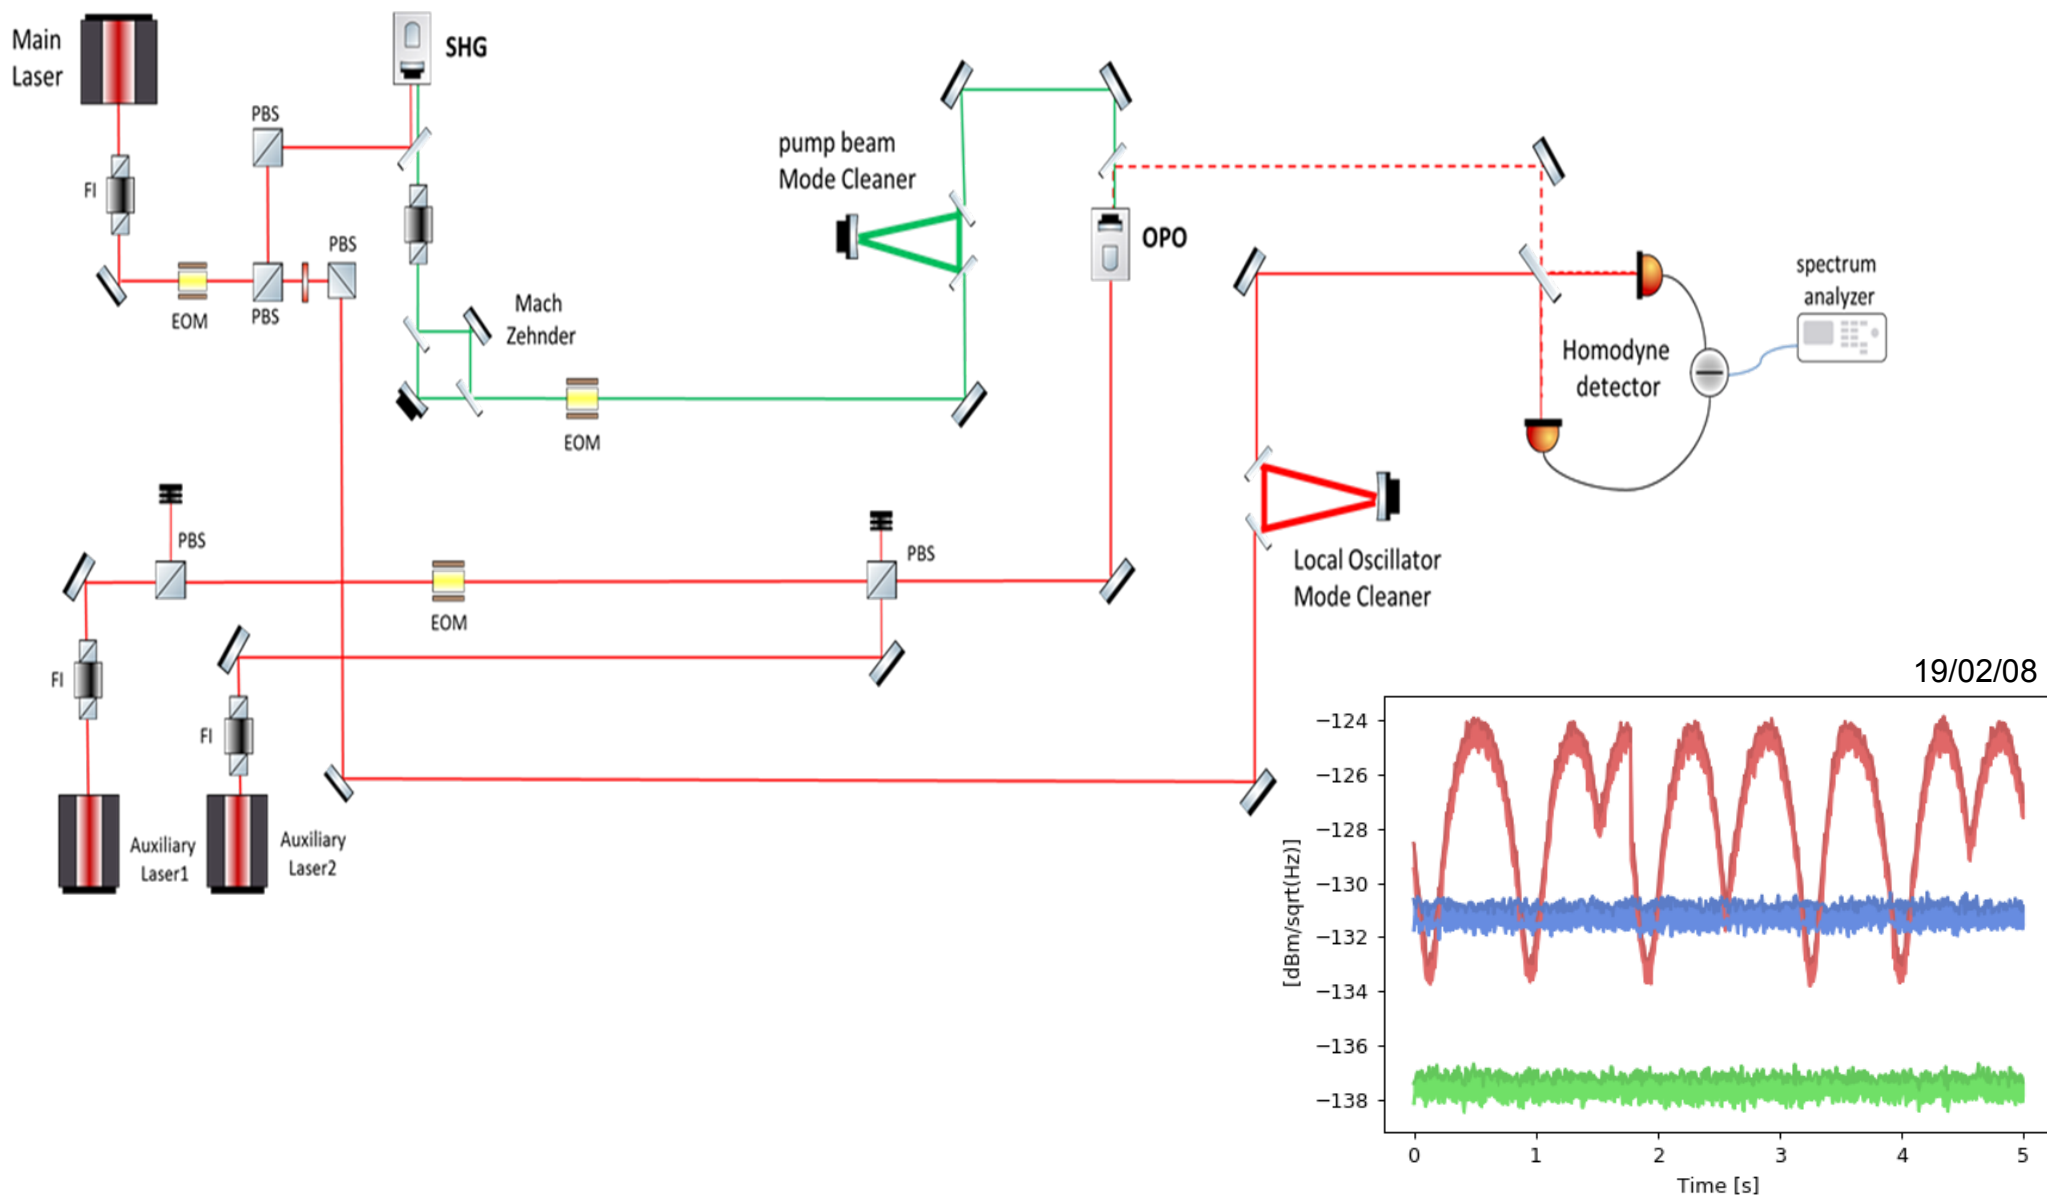 Main
Laser
SHG
PBS
FI
PBS
EOM
PBS
Mach
Zehnder
EOM
pump beam
Mode Cleaner
OPO
spectrum
analyzer
Homodyne
detector
Local Oscillator
Mode Cleaner
PBS
EOM
PBS
FI
FI
Auxiliary
Laser1
Auxiliary
Laser2
19/02/08
[dBm/sqrt(Hz)]
−124
−126
−128
−130
−132
−134
−136
−138
0 1 2 3 4 5
Time [s]